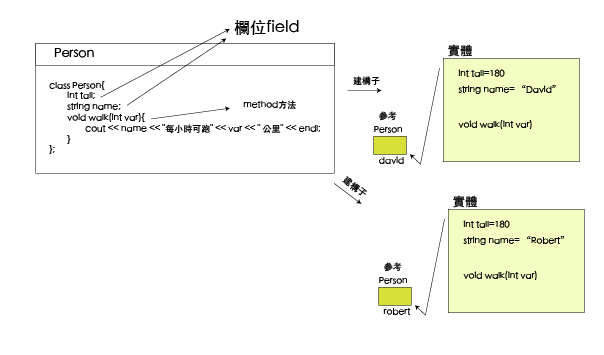 欄位field
Person
class Person{
int tall;
string name;
void walk(int var){
cout << name <<"每小時可跑" << var << "公里" << endl;
}
};
method方法
建構子
建構子
實體
int tall=180
string name= “David”
void walk(int var)
參考
Person
david
實體
int tall=180
string name= “Robert”
void walk(int var)
參考
Person
robert